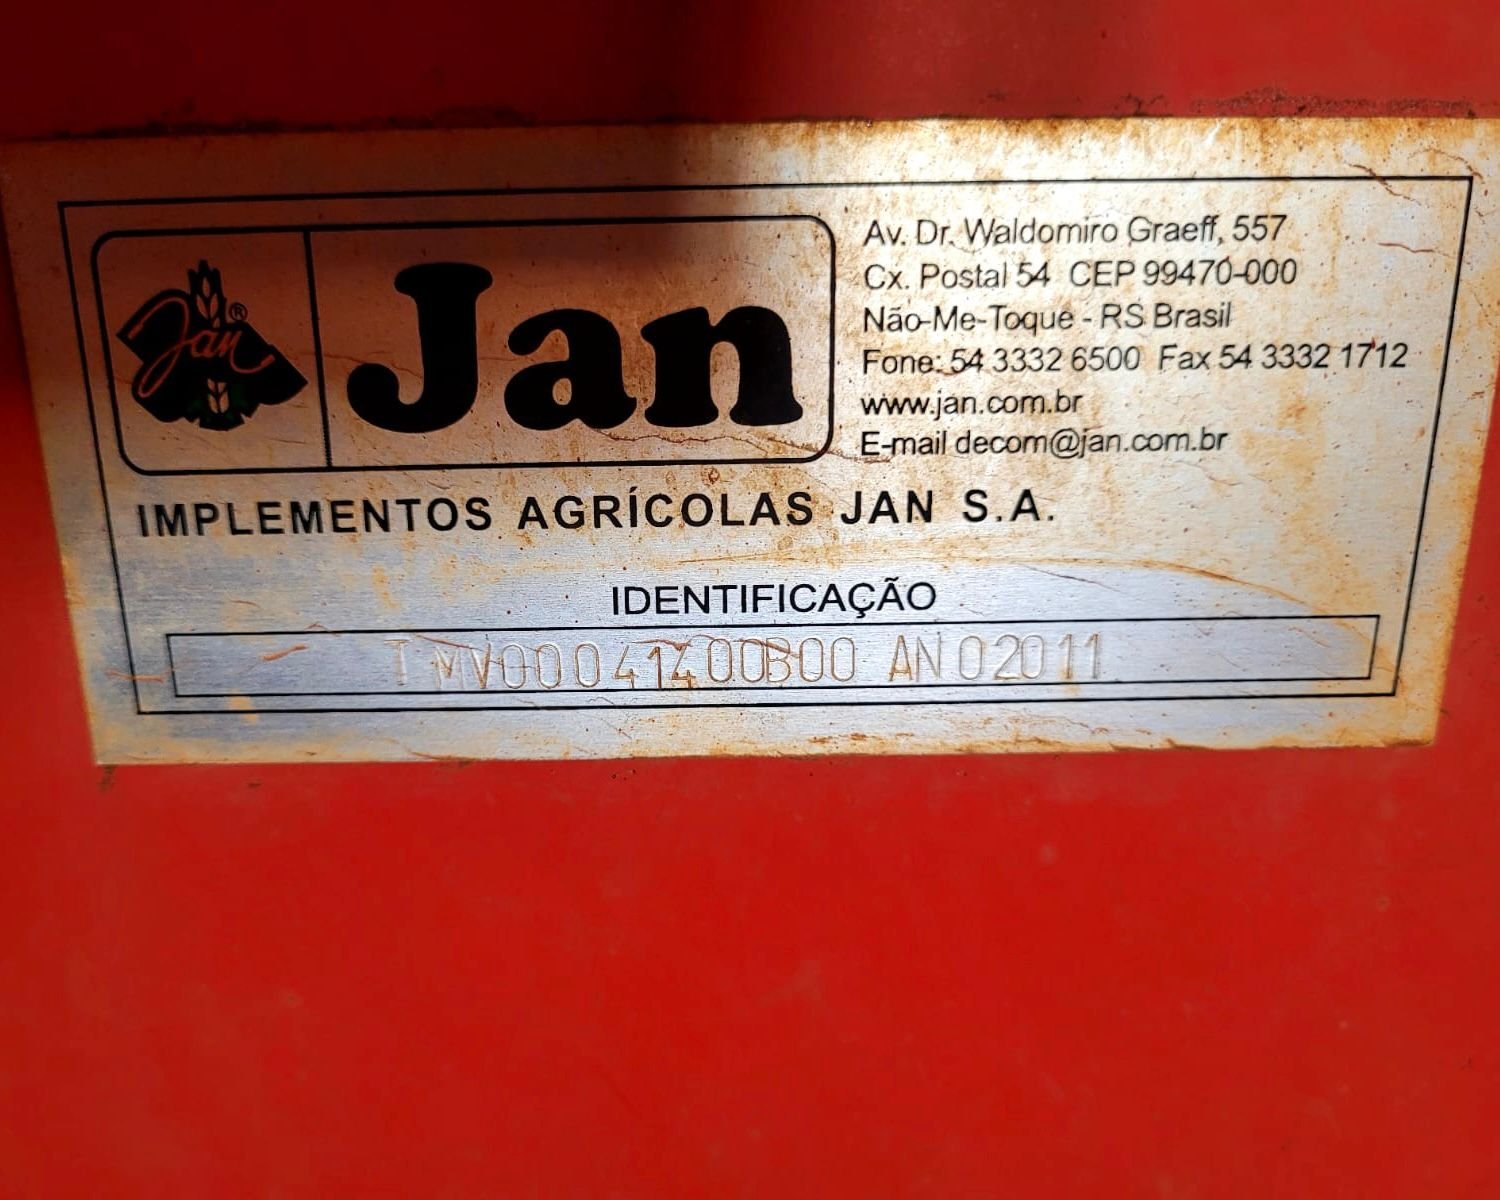 Jan®
Jan
Av. Dr. Waldomiro Graeff, 557
Cx. Postal 54 CEP 99470-000
Não-Me-Toque - RS Brasil
Fone: 54 3332 6500 Fax 54 3332 1712
www.jan.com.br
E-mail decom@jan.com.br
IMPLEMENTOS AGRÍCOLAS JAN S.A.
IDENTIFICAÇÃO
TMV0004141400B00 ANO2011